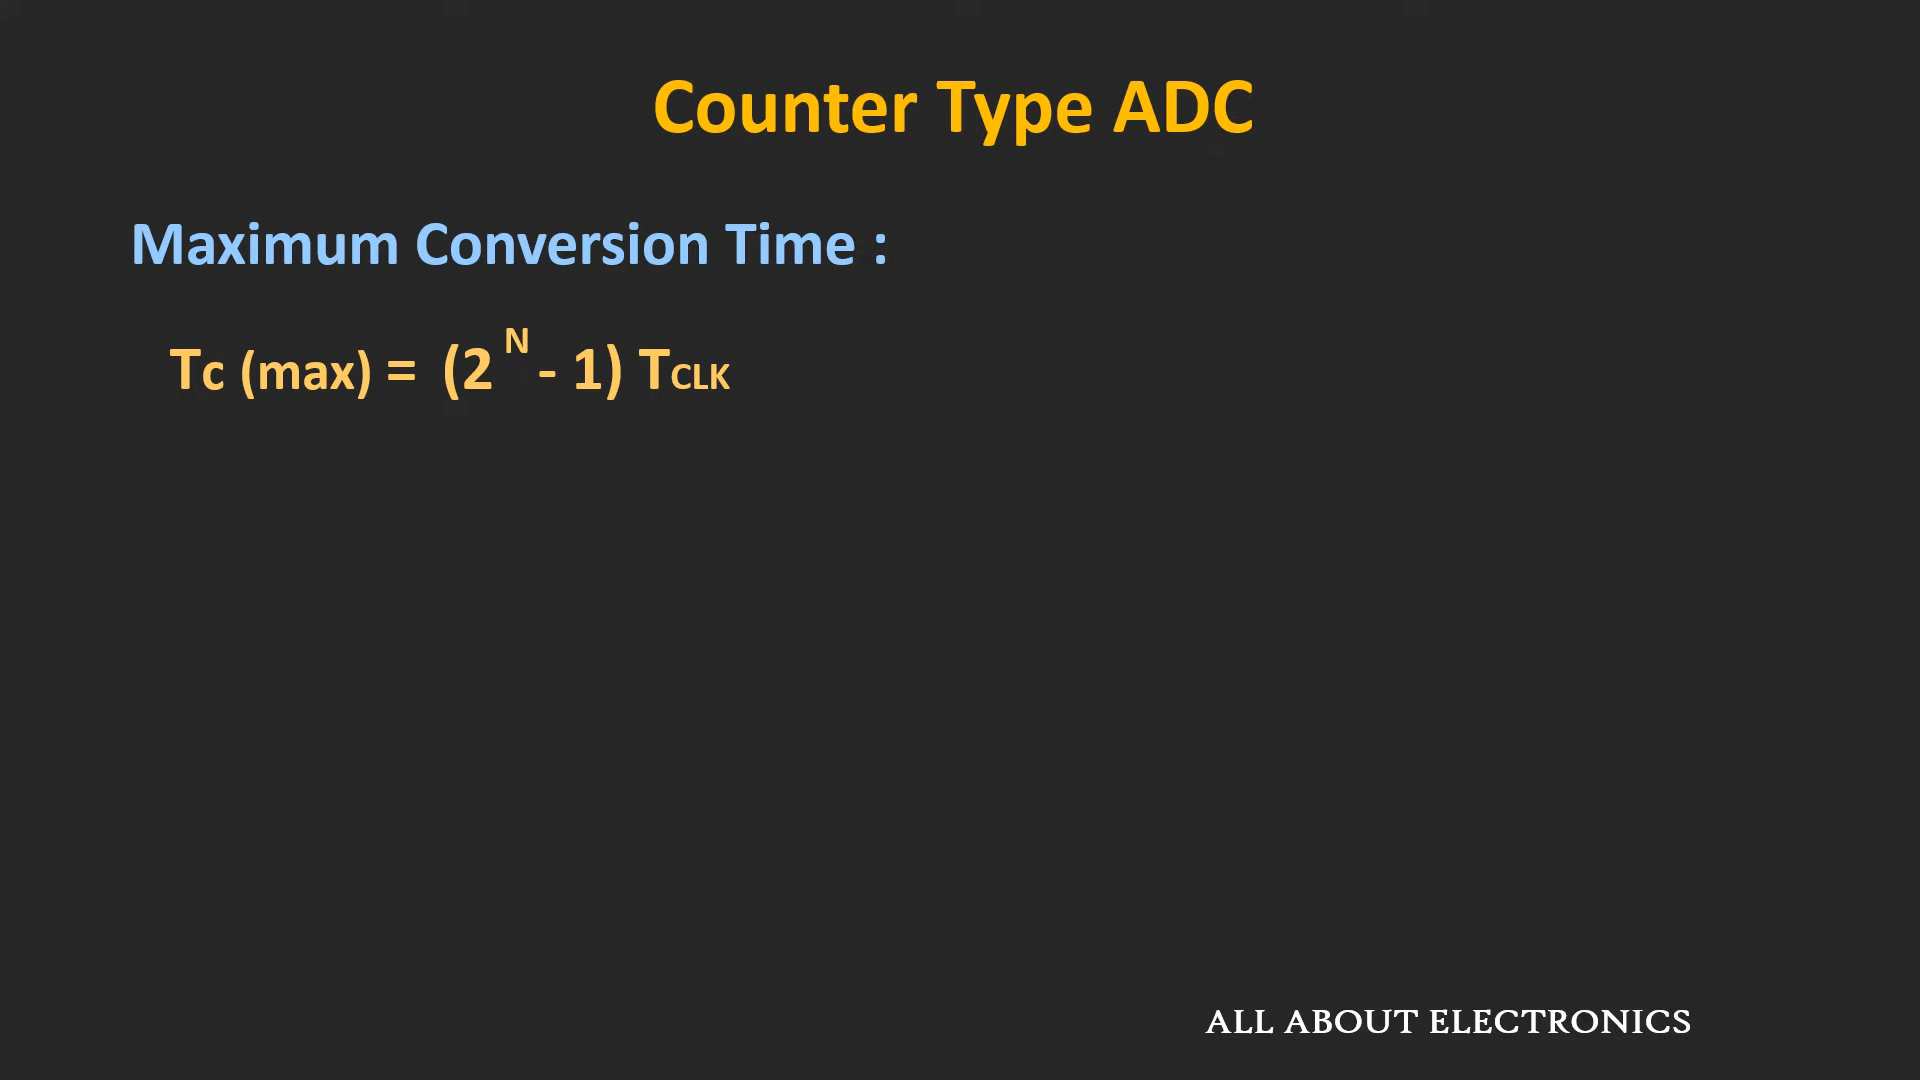 Counter Type ADC
Maximum Conversion Time :
Tc (max) = (2 N - 1) TCLK
ALL ABOUT ELECTRONICS